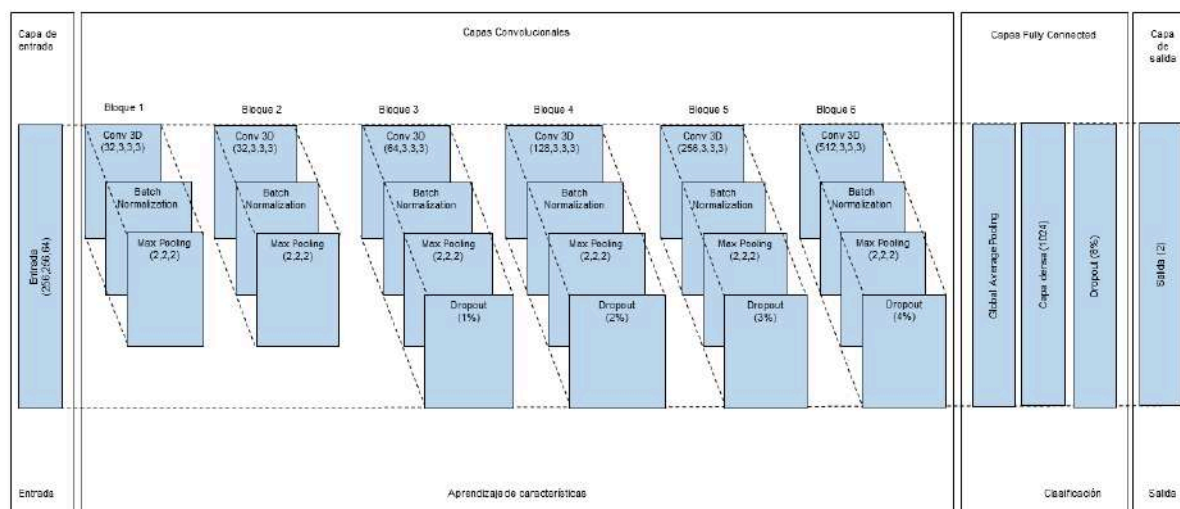 Capa de
entrada
Capas Convolucionales
Capas Fully Connected
Capa
de
salida
Bloque 1
Bloque 2
Bloque 3
Bloque 4
Bloque 5
Bloque 6
Entrada
(256,256,64)
Conv 3D
(32,3,3,3)
Batch
Normalization
Max Pooling
(2,2,2)
Conv 3D
(32,3,3,3)
Batch
Normalization
Max Pooling
(2,2,2)
Conv 3D
(64,3,3,3)
Batch
Normalization
Max Pooling
(2,2,2)
Dropout
(1%)
Conv 3D
(128,3,3,3)
Batch
Normalization
Max Pooling
(2,2,2)
Dropout
(2%)
Conv 3D
(256,3,3,3)
Batch
Normalization
Max Pooling
(2,2,2)
Dropout
(3%)
Conv 3D
(512,3,3,3)
Batch
Normalization
Max Pooling
(2,2,2)
Dropout
(4%)
Global Average Pooling
Capa densa (1024)
Dropout (8%)
Salida (2)
Entrada
Aprendizaje de características
Clasificación
Salida